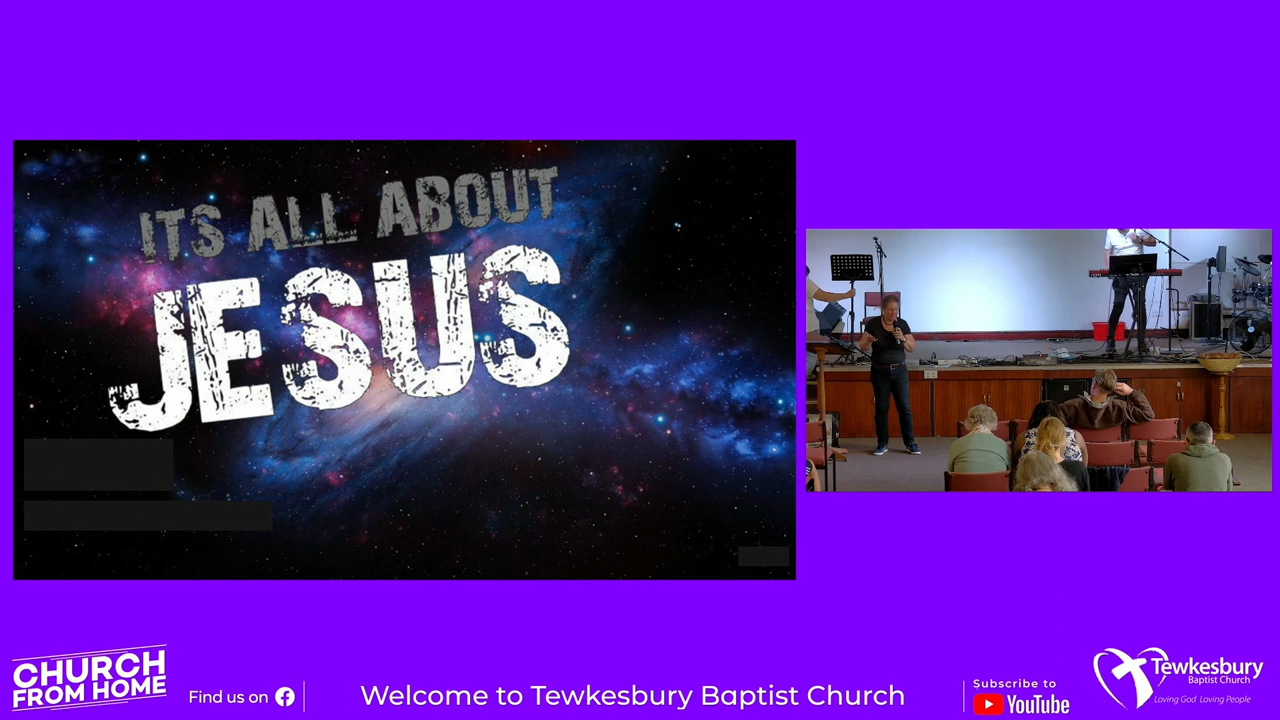 ITS ALL ABOUT
JESUS
CHURCH
FROM HOME
Find us on
Welcome to Tewkesbury Baptist Church
Subscribe to
YouTube
Tewkesbury
Baptist Church
Loving God Loving People